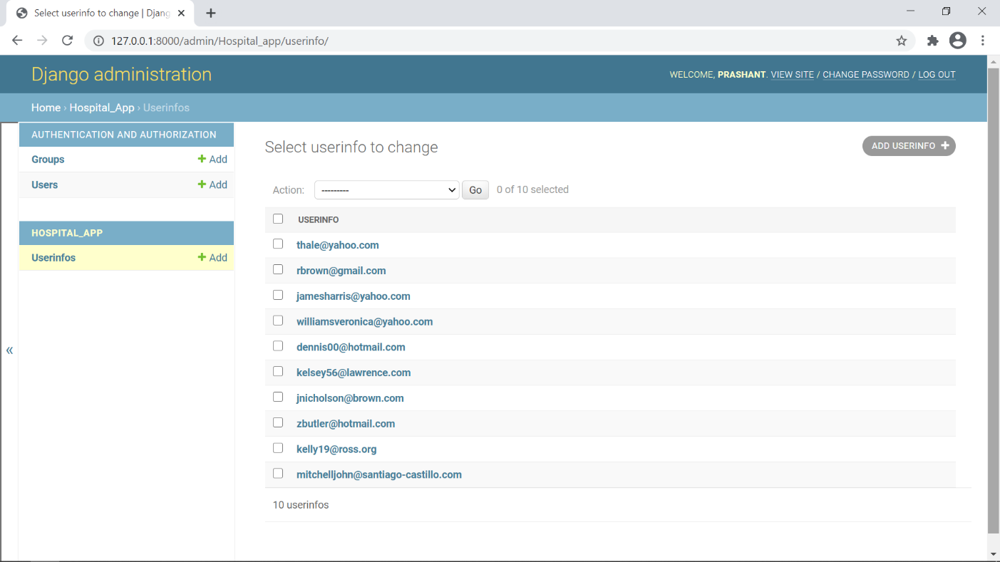 Select userinfo to change | Djang
127.0.0.1:8000/admin/Hospital_app/userinfo/
Django administration
WELCOME, PRASHANT. VIEW SITE / CHANGE PASSWORD / LOG OUT
Home › Hospital_App › Userinfos
AUTHENTICATION AND AUTHORIZATION
Groups + Add
Users + Add
HOSPITAL_APP
Userinfos + Add
«
Select userinfo to change
ADD USERINFO +
Action: --------- Go 0 of 10 selected
USERINFO
thale@yahoo.com
rbrown@gmail.com
jamesharris@yahoo.com
williamsveronica@yahoo.com
dennis00@hotmail.com
kelsey56@lawrence.com
jnicholson@brown.com
zbutler@hotmail.com
kelly19@ross.org
mitchelljohn@santiago-castillo.com
10 userinfos